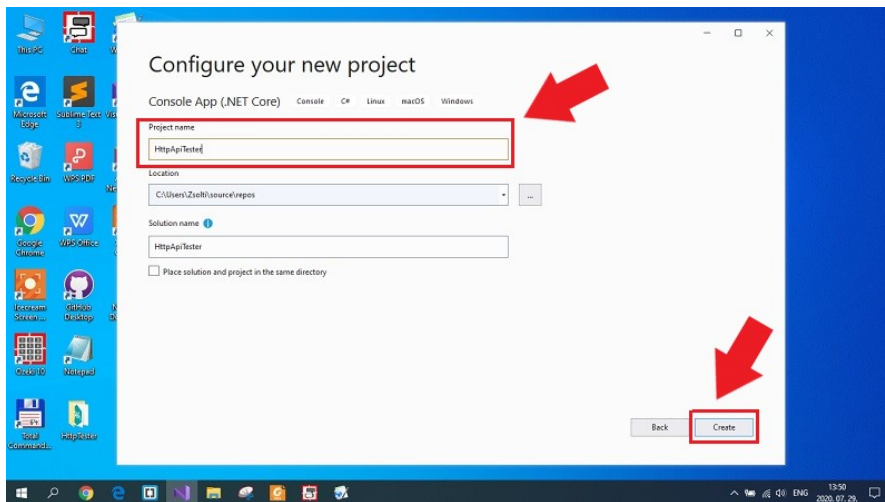 This PC
Chat
Configure your new project
Console App (.NET Core) Console C# Linux macOS Windows
Project name
HttpApiTester
Location
C:\Users\Zsolti\source\repos
...
Solution name
HttpApiTester
Place solution and project in the same directory
Back
Create
Microsoft
Edge
Sublime Text
3
Recycle Bin
WPS PDF
Google
Chrome
WPS Office
Icecream
Screen ...
GitHub
Desktop
Ozeki 10
Notepad
Total
Command...
HttpTester
ENG
13:50
2020. 07. 29.